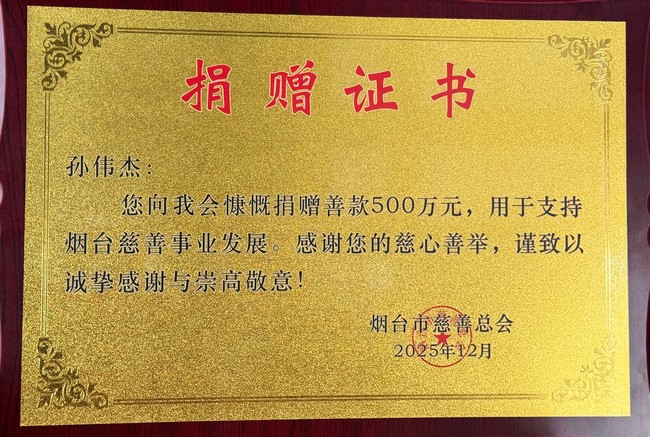 捐赠证书
孙伟杰：
您向我会慷慨捐赠善款500万元，用于支持
烟台慈善事业发展。感谢您的慈心善举，谨致以
诚挚感谢与崇高敬意！
烟台市慈善总会
2025年12月